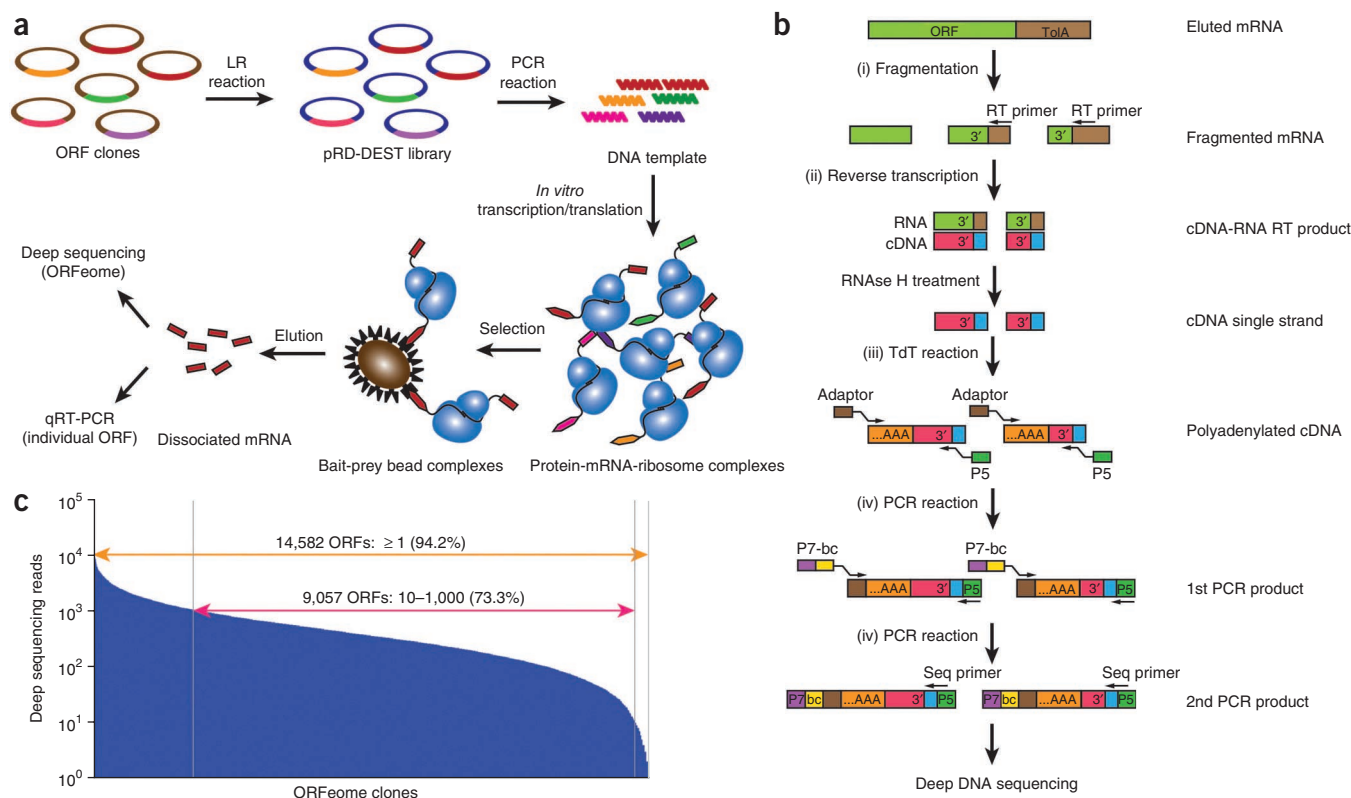 a
ORF clones
LR
reaction
pRD-DEST library
PCR
reaction
DNA template
In vitro
transcription/translation
Protein-mRNA-ribosome complexes
Selection
Bait-prey bead complexes
Elution
Dissociated mRNA
Deep sequencing
(ORFeome)
qRT-PCR
(individual ORF)
b
ORF
TolA
Eluted mRNA
(i) Fragmentation
RT primer
RT primer
3′
3′
Fragmented mRNA
(ii) Reverse transcription
RNA
3′
3′
cDNA
3′
3′
cDNA-RNA RT product
RNAse H treatment
3′
3′
cDNA single strand
(iii) TdT reaction
Adaptor
Adaptor
...AAA
3′
...AAA
3′
Polyadenylated cDNA
P5
P5
(iv) PCR reaction
P7-bc
P7-bc
...AAA
3′
P5
...AAA
3′
P5
1st PCR product
(iv) PCR reaction
Seq primer
Seq primer
P7
bc
...AAA
3′
P5
P7
bc
...AAA
3′
P5
2nd PCR product
Deep DNA sequencing
c
Deep sequencing reads
10⁵
10⁴
10³
10²
10¹
10⁰
14,582 ORFs: ≥ 1 (94.2%)
9,057 ORFs: 10–1,000 (73.3%)
ORFeome clones